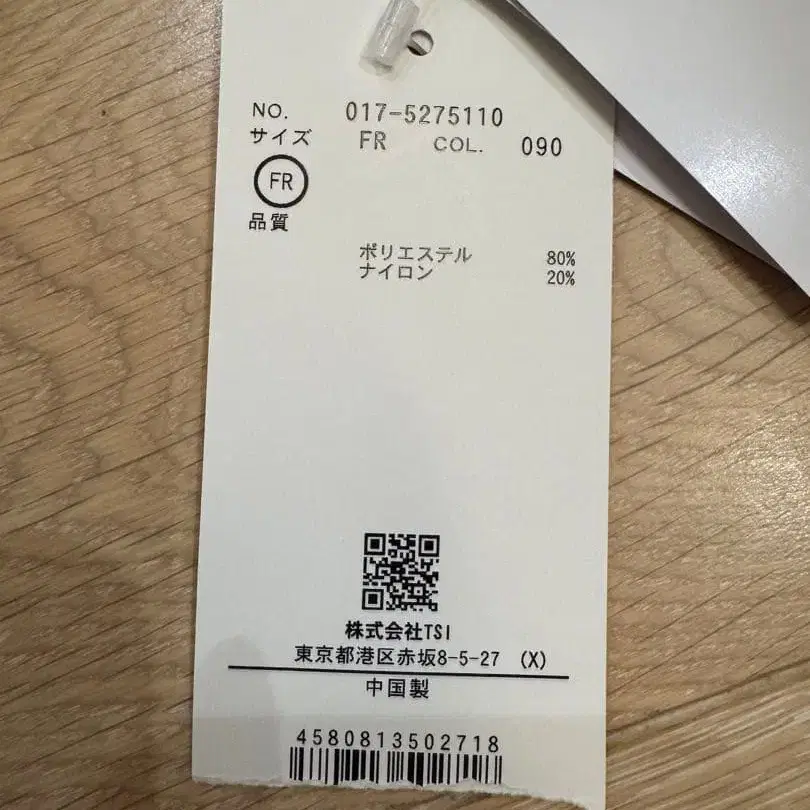 NO. 017-5275110
サイズ FR COL. 090
FR
品質
ポリエステル 80%
ナイロン 20%
株式会社TSI
東京都港区赤坂8-5-27 (X)
中国製
4580813502718